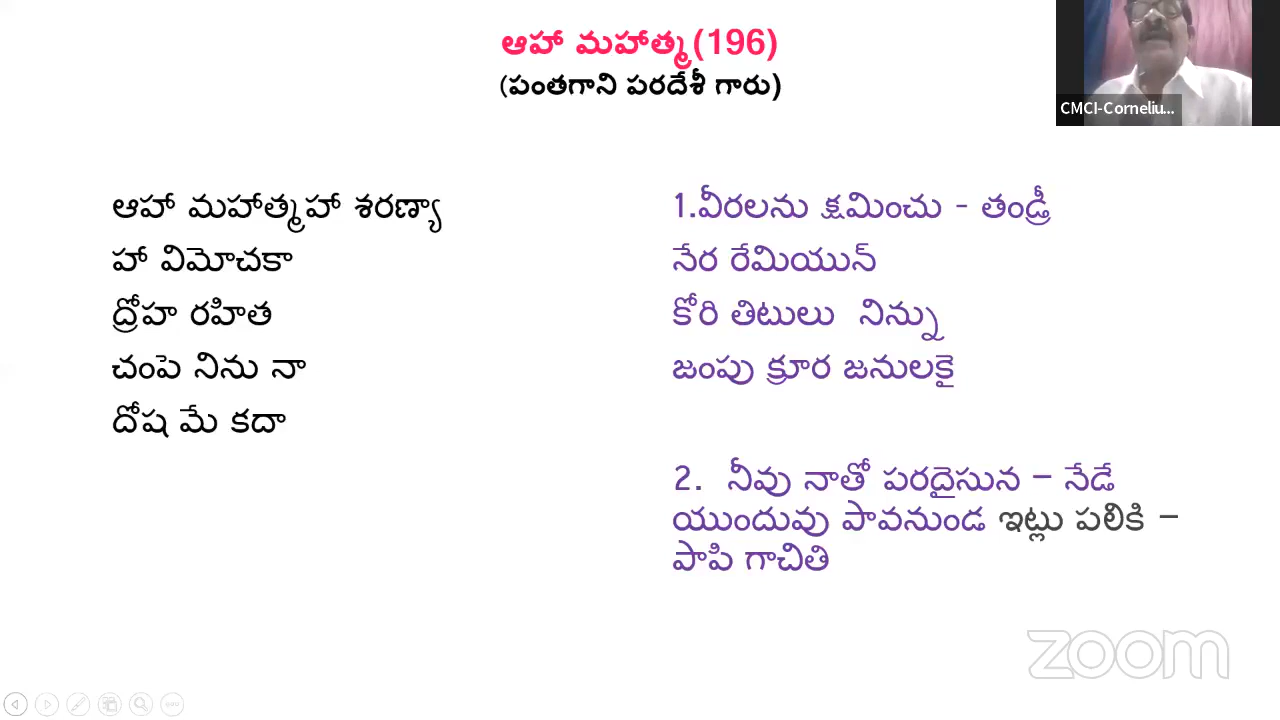 ఆహా మహాత్మ(196)
(పంతగాని పరదేశీ గారు)
CMCI-Corneliu...
ఆహా మహాత్మహా శరణ్యా
హా విమోచకా
ద్రోహ రహిత
చంపె నిను నా
దోష మే కదా
1.వీరలను క్షమించు - తండ్రీ
నేర రేమియున్
కోరి తిటులు నిన్ను
జంపు క్రూర జనులకై
2. నీవు నాతో పరదైసున – నేడే
యుందువు పావనుండ ఇట్లు పలికి –
పాపి గాచితి
zoom